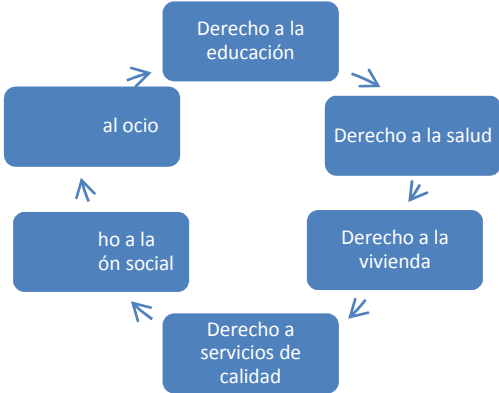 Derecho a la
educación
Derecho a la salud
Derecho a la
vivienda
Derecho a
servicios de
calidad
ho a la
ón social
al ocio